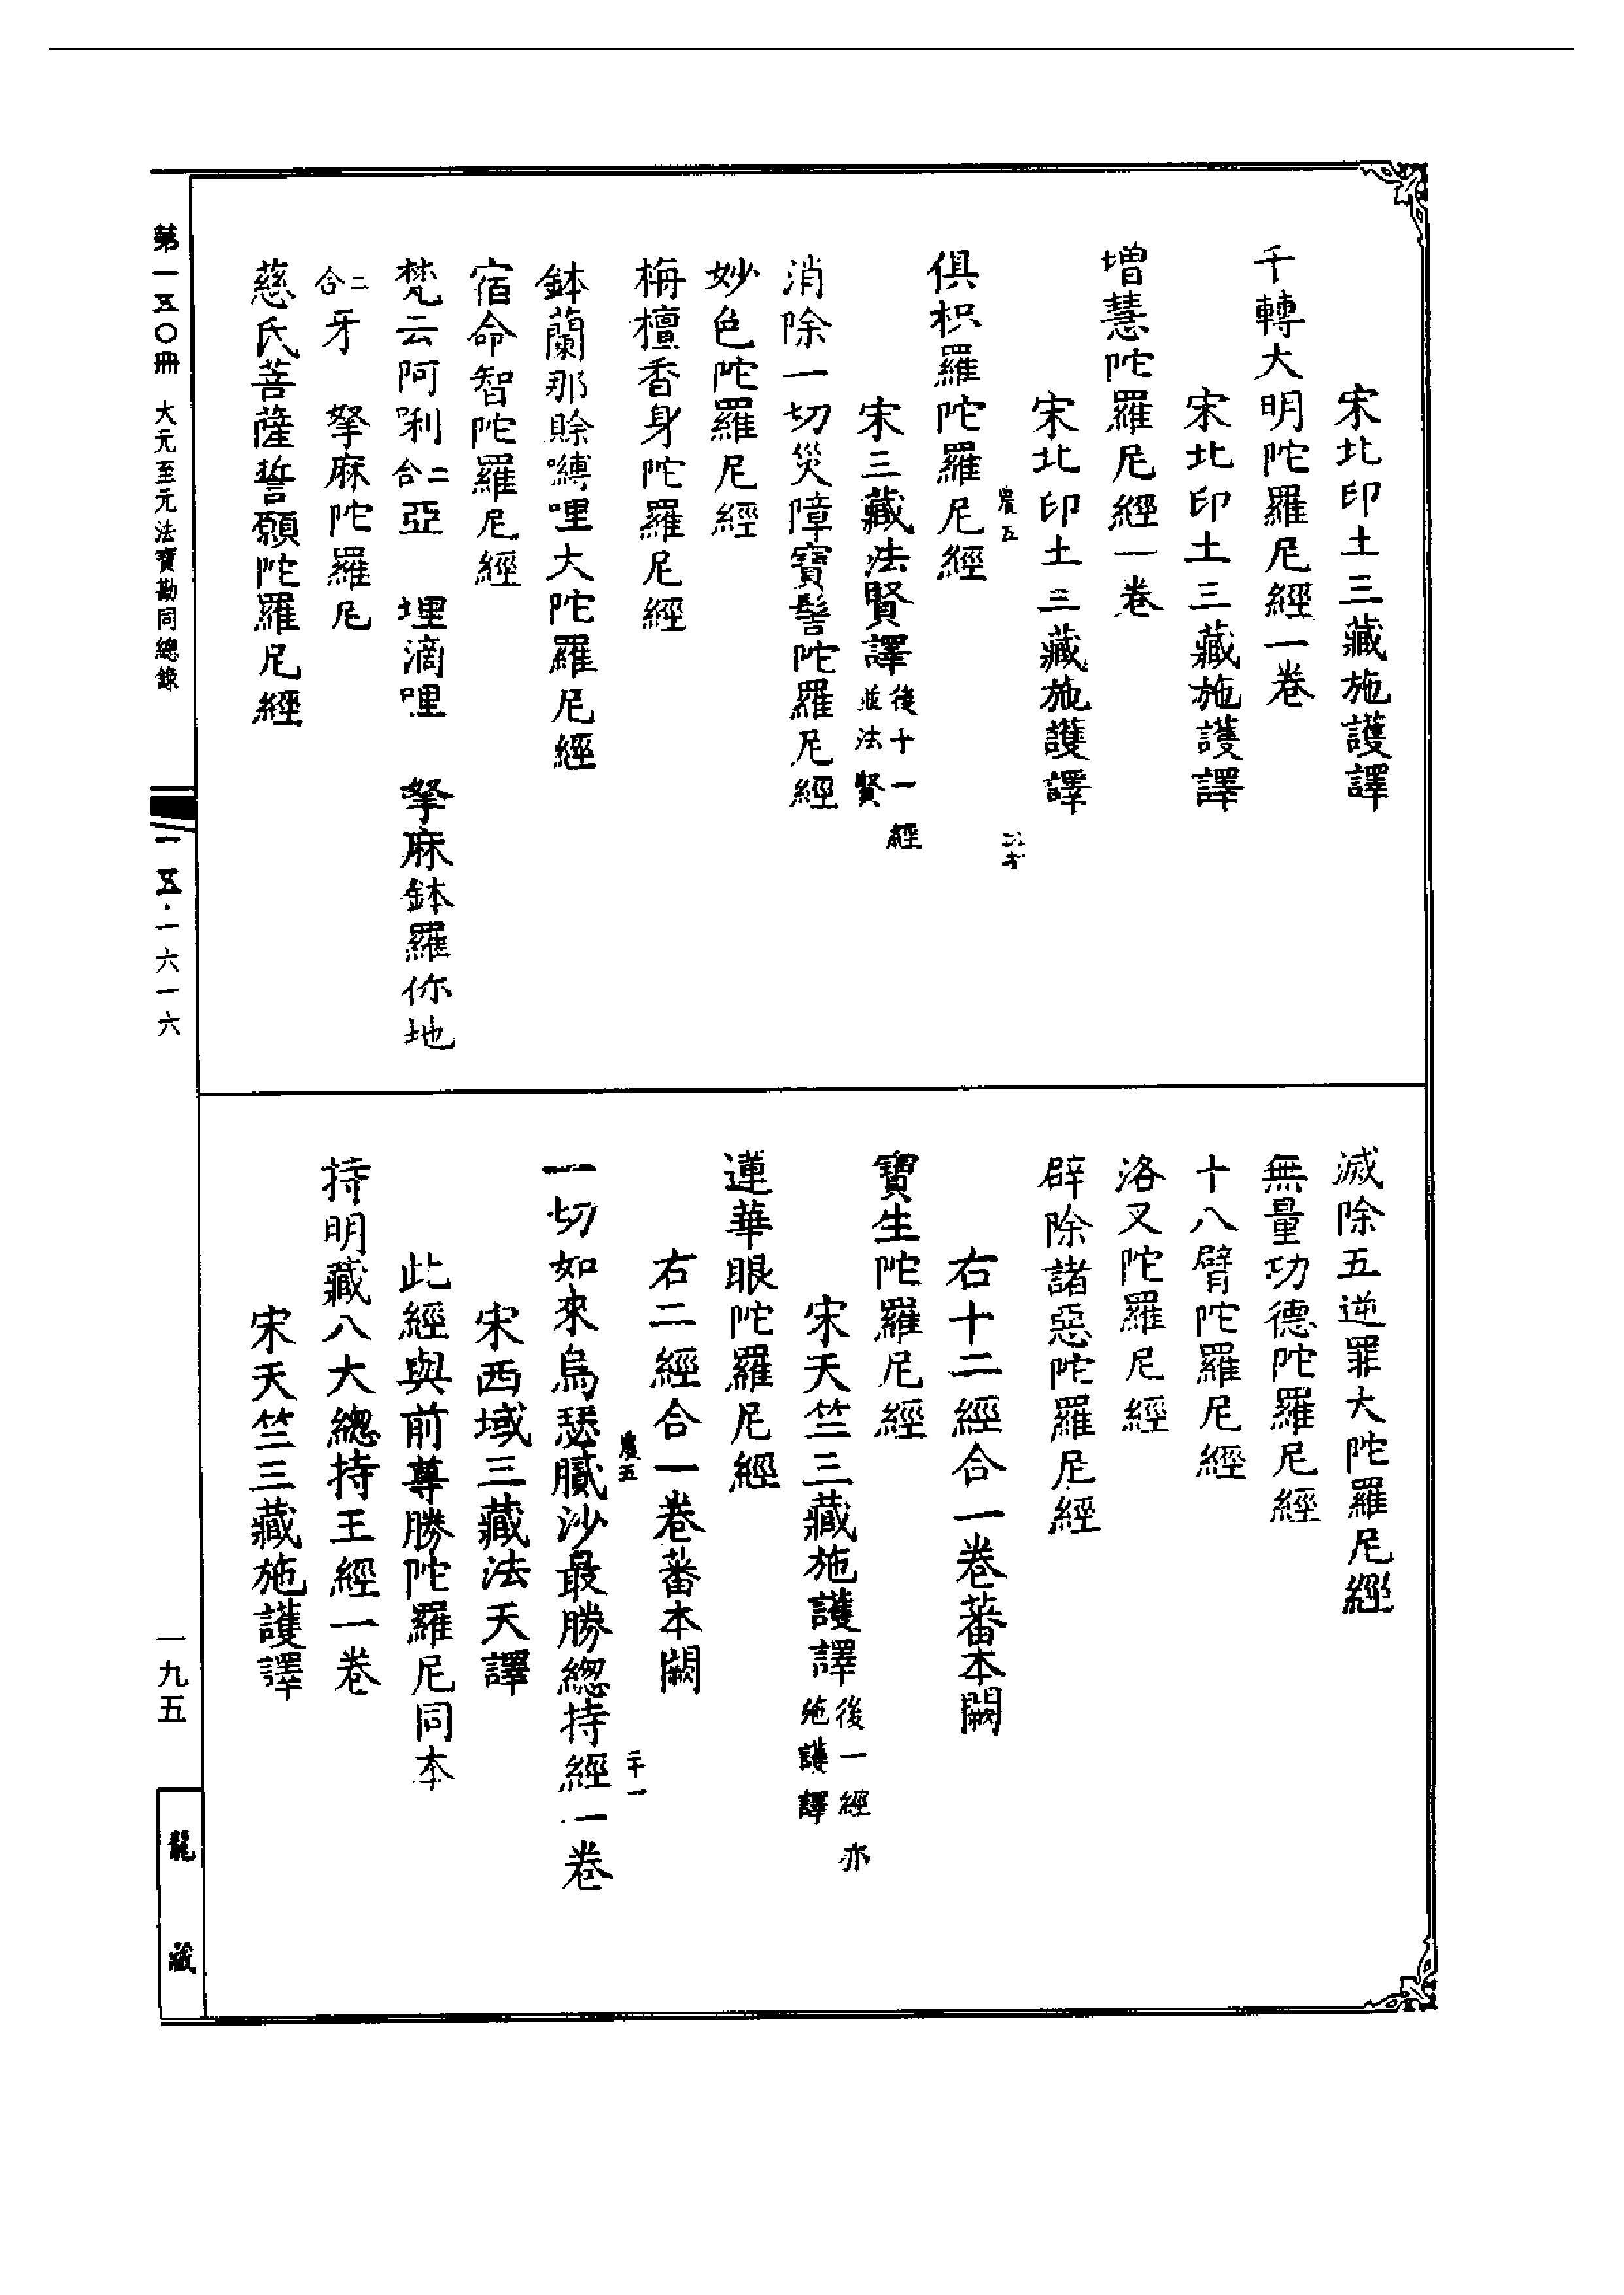 宋北印土三藏施護譯
千轉大明陀羅尼經一卷
宋北印土三藏施護譯
增慧陀羅尼經一卷
宋北印土三藏施護譯
農五
俱枳羅陀羅尼經
宋三藏法賢譯後十一經並法賢
消除一切災障寶髻陀羅尼經
妙色陀羅尼經
栴檀香身陀羅尼經
鉢蘭那賒嚩哩大陀羅尼經
宿命智陀羅尼經
梵云阿唎二合亞 埋滴哩 拏麻鉢羅你地
二合牙 拏麻陀羅尼
慈氏菩薩誓願陀羅尼經
滅除五逆罪大陀羅尼經
無量功德陀羅尼經
十八臂陀羅尼經
洛叉陀羅尼經
辟除諸惡陀羅尼經
右十二經合一卷蕃本闕
寶生陀羅尼經
宋天竺三藏施護譯後一經亦施護譯
蓮華眼陀羅尼經
右二經合一卷蕃本闕
農五 二十一
一切如來烏瑟膩沙最勝總持經一卷
宋西域三藏法天譯
此經與前尊勝陀羅尼同本
持明藏八大總持王經一卷
宋天竺三藏施護譯
第一五〇冊 大元至元法寶勘同總錄
一五·一六一六
一九五
龍藏